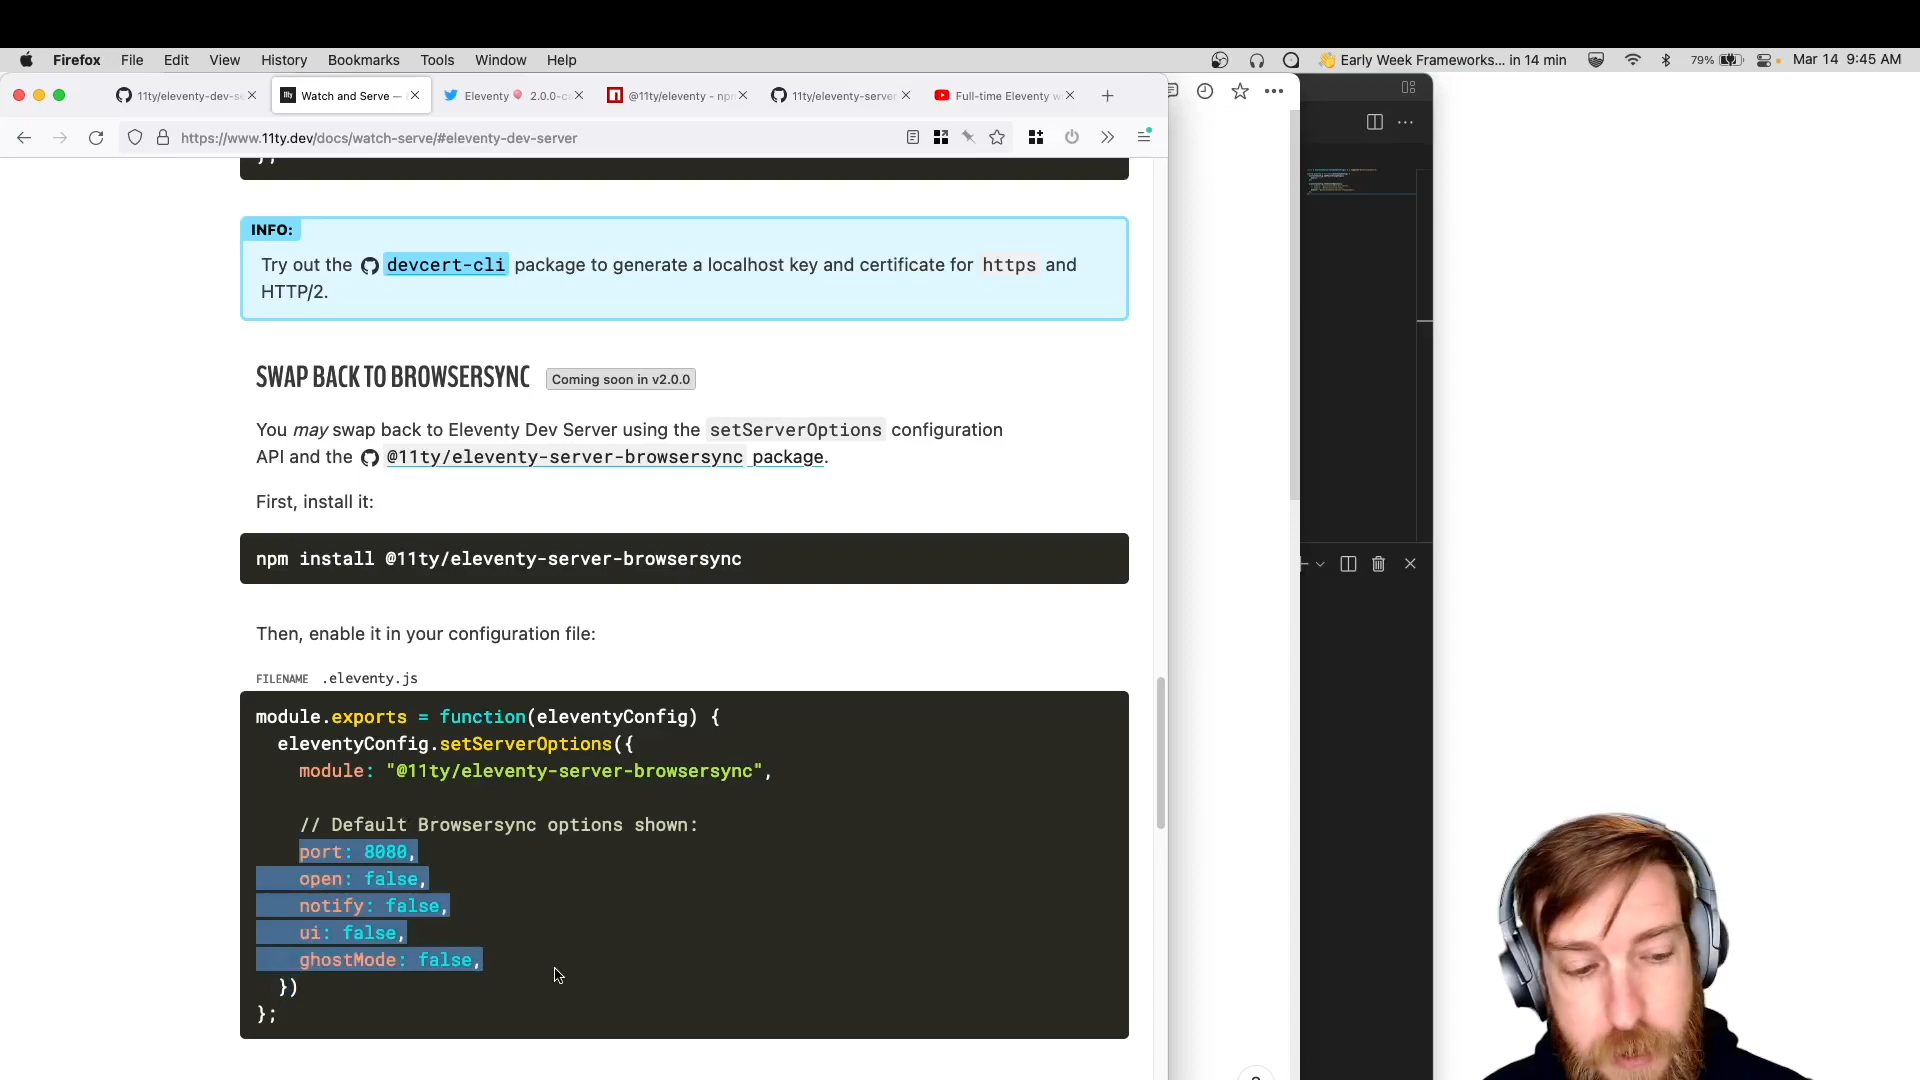 Firefox File Edit View History Bookmarks Tools Window Help
👋 Early Week Frameworks... in 14 min 79% Mar 14 9:45 AM
11ty/eleventy-dev-s
Watch and Serve —
Eleventy 🎈 2.0.0-ca
@11ty/eleventy - npm
11ty/eleventy-server
Full-time Eleventy w
https://www.11ty.dev/docs/watch-serve/#eleventy-dev-server
};
INFO:
Try out the devcert-cli package to generate a localhost key and certificate for https and
HTTP/2.
SWAP BACK TO BROWSERSYNC Coming soon in v2.0.0
You may swap back to Eleventy Dev Server using the setServerOptions configuration
API and the @11ty/eleventy-server-browsersync package.
First, install it:
npm install @11ty/eleventy-server-browsersync
Then, enable it in your configuration file:
FILENAME .eleventy.js
module.exports = function(eleventyConfig) {
eleventyConfig.setServerOptions({
module: "@11ty/eleventy-server-browsersync",
// Default Browsersync options shown:
port: 8080,
open: false,
notify: false,
ui: false,
ghostMode: false,
})
};